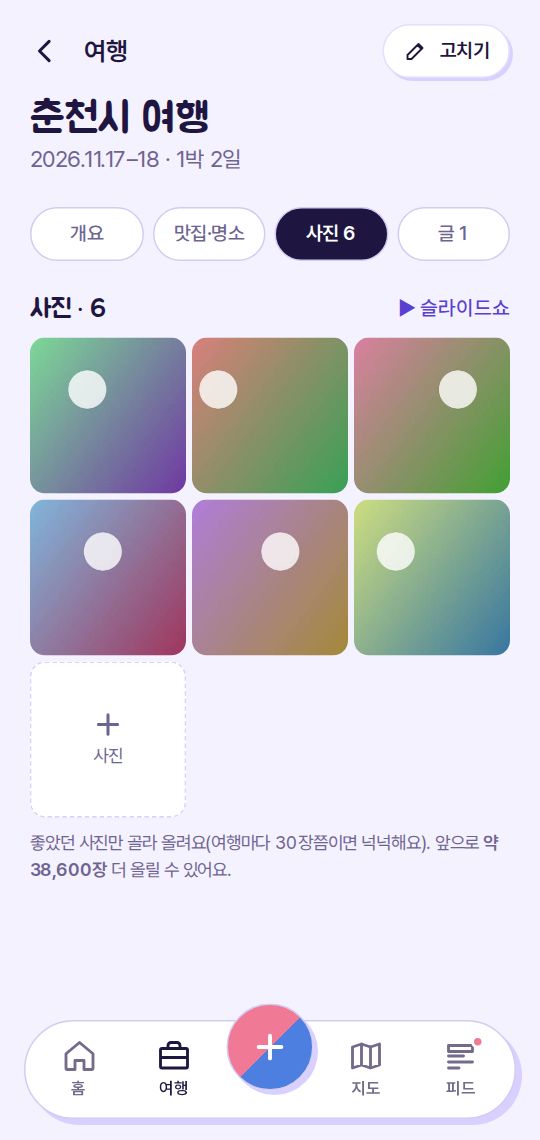 여행
고치기
춘천시 여행
2026.11.17–18 · 1박 2일
개요
맛집·명소
사진 6
글 1
사진 · 6
▶ 슬라이드쇼
사진
좋았던 사진만 골라 올려요(여행마다 30장쯤이면 넉넉해요). 앞으로 약
38,600장 더 올릴 수 있어요.
홈
여행
지도
피드